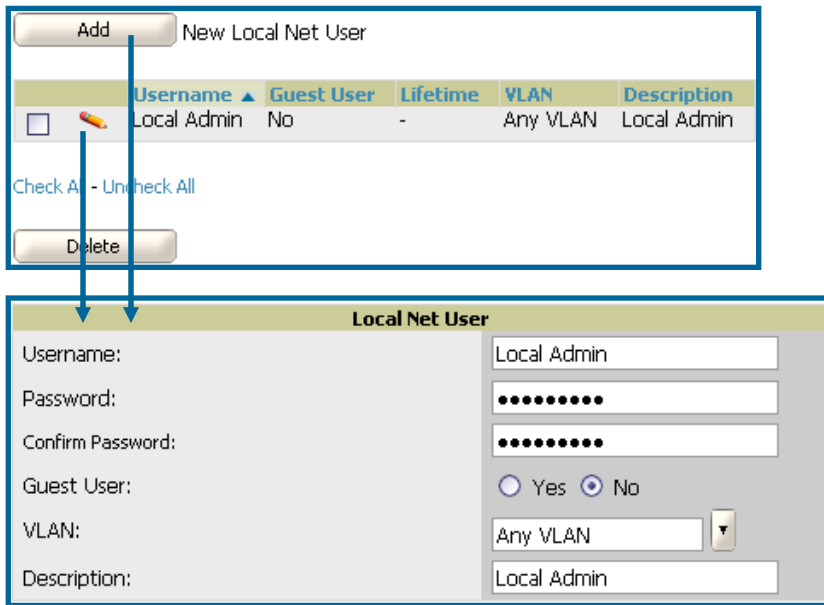 Add New Local Net User
Username ▲ Guest User Lifetime VLAN Description
Local Admin No - Any VLAN Local Admin
Check All - Uncheck All
Delete
Local Net User
Username: Local Admin
Password: •••••••••
Confirm Password: •••••••••
Guest User: Yes No
VLAN: Any VLAN
Description: Local Admin